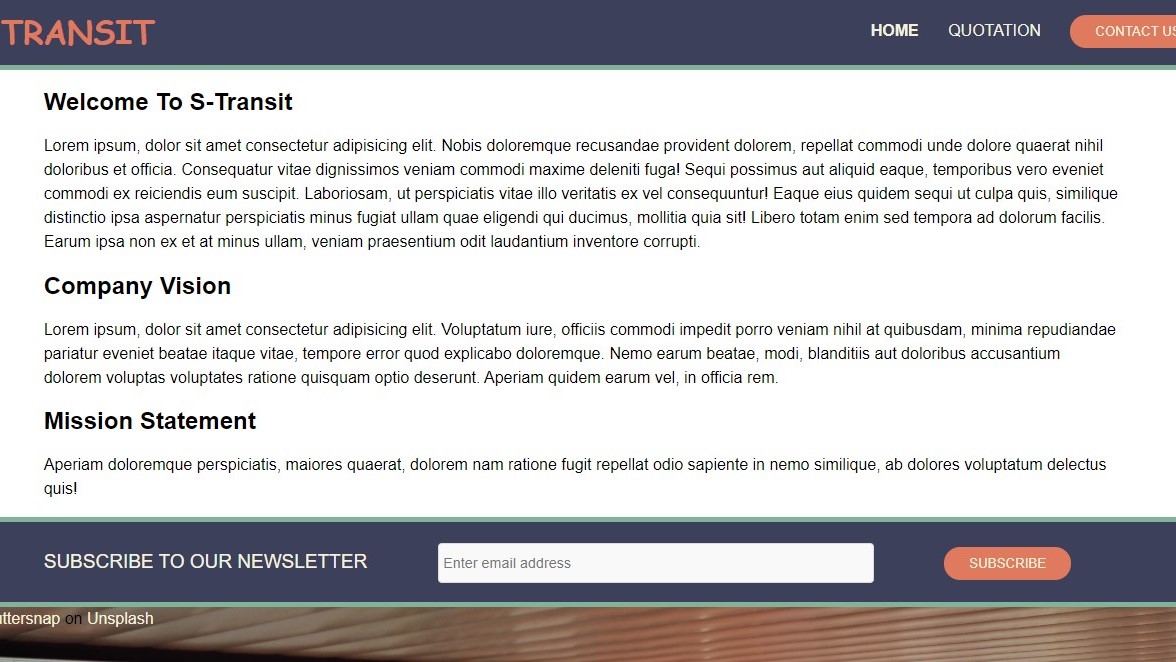 TRANSIT
HOME QUOTATION CONTACT US
Welcome To S-Transit
Lorem ipsum, dolor sit amet consectetur adipisicing elit. Nobis doloremque recusandae provident dolorem, repellat commodi unde dolore quaerat nihil
doloribus et officia. Consequatur vitae dignissimos veniam commodi maxime deleniti fuga! Sequi possimus aut aliquid eaque, temporibus vero eveniet
commodi ex reiciendis eum suscipit. Laboriosam, ut perspiciatis vitae illo veritatis ex vel consequuntur! Eaque eius quidem sequi ut culpa quis, similique
distinctio ipsa aspernatur perspiciatis minus fugiat ullam quae eligendi qui ducimus, mollitia quia sit! Libero totam enim sed tempora ad dolorum facilis.
Earum ipsa non ex et at minus ullam, veniam praesentium odit laudantium inventore corrupti.
Company Vision
Lorem ipsum, dolor sit amet consectetur adipisicing elit. Voluptatum iure, officiis commodi impedit porro veniam nihil at quibusdam, minima repudiandae
pariatur eveniet beatae itaque vitae, tempore error quod explicabo doloremque. Nemo earum beatae, modi, blanditiis aut doloribus accusantium
dolorem voluptas voluptates ratione quisquam optio deserunt. Aperiam quidem earum vel, in officia rem.
Mission Statement
Aperiam doloremque perspiciatis, maiores quaerat, dolorem nam ratione fugit repellat odio sapiente in nemo similique, ab dolores voluptatum delectus
quis!
SUBSCRIBE TO OUR NEWSLETTER Enter email address SUBSCRIBE
ttersnap on Unsplash